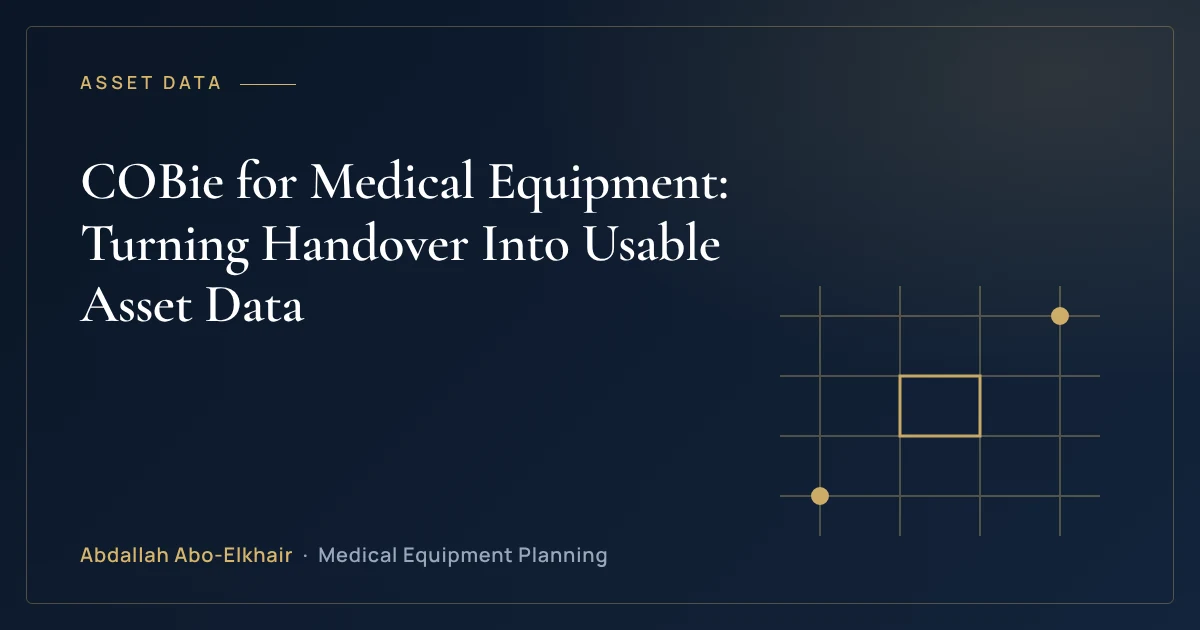 ASSET DATA
COBie for Medical Equipment:
Turning Handover Into Usable
Asset Data
Abdallah Abo-Elkhair · Medical Equipment Planning